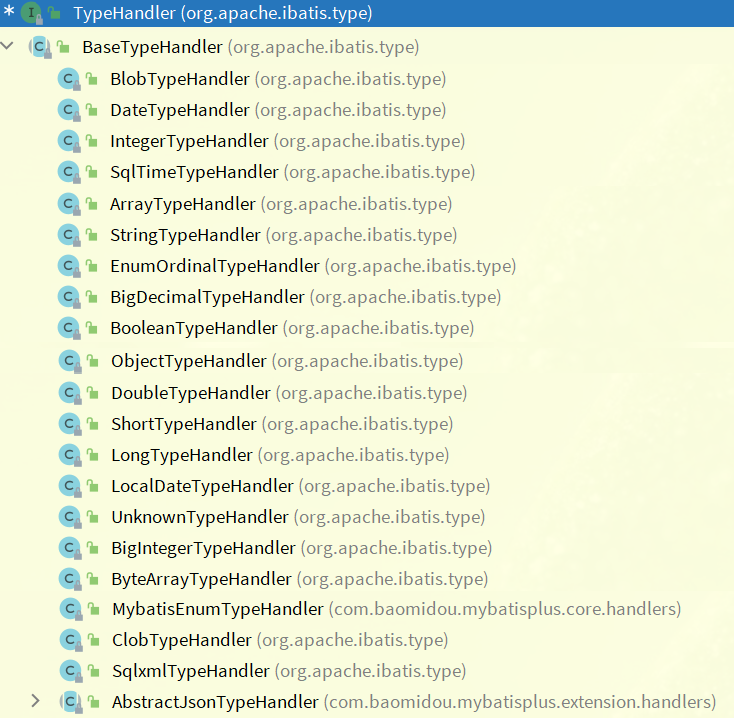 * TypeHandler (org.apache.ibatis.type)
BaseTypeHandler (org.apache.ibatis.type)
BlobTypeHandler (org.apache.ibatis.type)
DateTypeHandler (org.apache.ibatis.type)
IntegerTypeHandler (org.apache.ibatis.type)
SqlTimeTypeHandler (org.apache.ibatis.type)
ArrayTypeHandler (org.apache.ibatis.type)
StringTypeHandler (org.apache.ibatis.type)
EnumOrdinalTypeHandler (org.apache.ibatis.type)
BigDecimalTypeHandler (org.apache.ibatis.type)
BooleanTypeHandler (org.apache.ibatis.type)
ObjectTypeHandler (org.apache.ibatis.type)
DoubleTypeHandler (org.apache.ibatis.type)
ShortTypeHandler (org.apache.ibatis.type)
LongTypeHandler (org.apache.ibatis.type)
LocalDateTypeHandler (org.apache.ibatis.type)
UnknownTypeHandler (org.apache.ibatis.type)
BigIntegerTypeHandler (org.apache.ibatis.type)
ByteArrayTypeHandler (org.apache.ibatis.type)
MybatisEnumTypeHandler (com.baomidou.mybatisplus.core.handlers)
ClobTypeHandler (org.apache.ibatis.type)
SqlxmlTypeHandler (org.apache.ibatis.type)
AbstractJsonTypeHandler (com.baomidou.mybatisplus.extension.handlers)